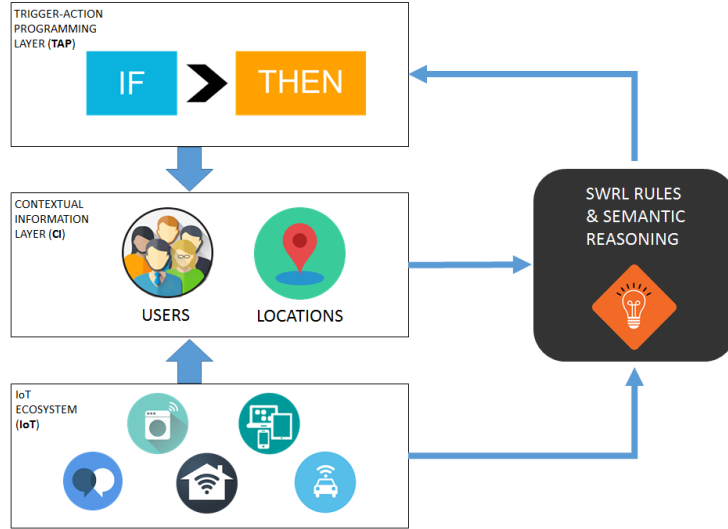 TRIGGER-ACTION
PROGRAMMING
LAYER (TAP)
IF
THEN
CONTEXTUAL
INFORMATION
LAYER (CI)
USERS
LOCATIONS
SWRL RULES
& SEMANTIC
REASONING
IoT
ECOSYSTEM
(IoT)